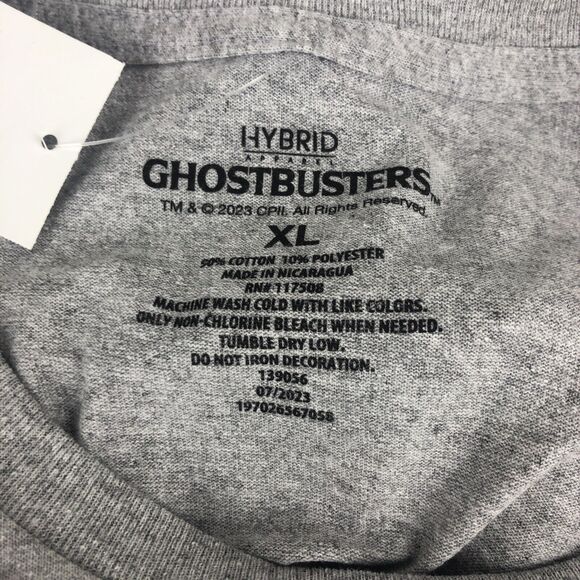 HYBRID
APPAREL
GHOSTBUSTERS™
TM & © 2023 CPII. All Rights Reserved.
XL
90% COTTON 10% POLYESTER
MADE IN NICARAGUA
RN# 117508
MACHINE WASH COLD WITH LIKE COLORS.
ONLY NON-CHLORINE BLEACH WHEN NEEDED.
TUMBLE DRY LOW.
DO NOT IRON DECORATION.
139056
07/2023
197026567058